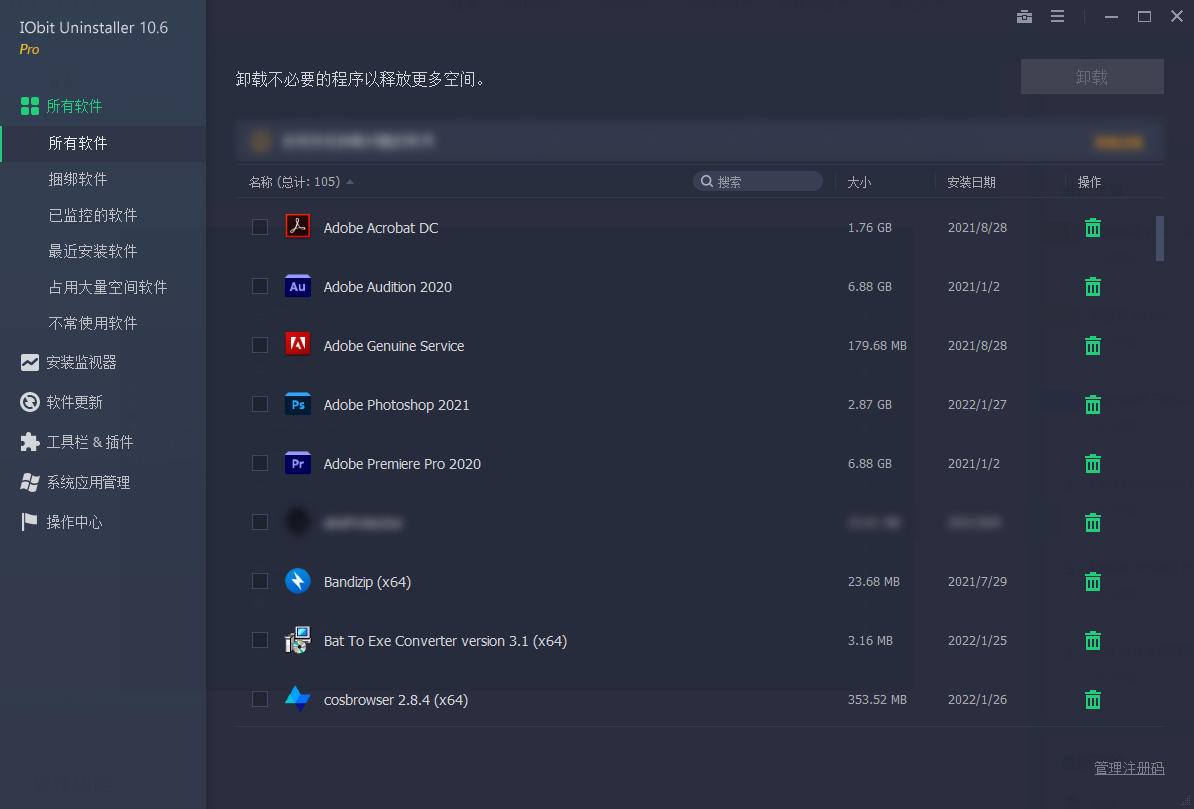 IObit Uninstaller 10.6
Pro
所有软件
所有软件
捆绑软件
已监控的软件
最近安装软件
占用大量空间软件
不常使用软件
安装监视器
软件更新
工具栏 & 插件
系统应用管理
操作中心
卸载不必要的程序以释放更多空间。
卸载
名称 (总计: 105) 搜索 大小 安装日期 操作
Adobe Acrobat DC 1.76 GB 2021/8/28
Au Adobe Audition 2020 6.88 GB 2021/1/2
Adobe Genuine Service 179.68 MB 2021/8/28
Ps Adobe Photoshop 2021 2.87 GB 2022/1/27
Pr Adobe Premiere Pro 2020 6.88 GB 2021/1/2
Bandizip (x64) 23.68 MB 2021/7/29
Bat To Exe Converter version 3.1 (x64) 3.16 MB 2022/1/25
cosbrowser 2.8.4 (x64) 353.52 MB 2022/1/26
管理注册码